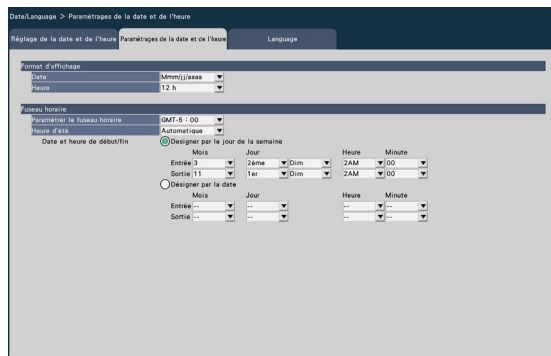 Date/Language > Paramétrages de la date et de l'heure
Réglage de la date et de l'heure Paramétrages de la date et de l'heure Language
Format d'affichage
Date Mmm/jj/aaaa
Heure 12 h
Fuseau horaire
Paramétrer le fuseau horaire GMT-5 : 00
Heure d'été Automatique
Date et heure de début/fin Designer par le jour de la semaine
Mois Jour Heure Minute
Entrée 3 2ème Dim 2AM 00
Sortie 11 1er Dim 2AM 00
Désigner par la date
Mois Jour Heure Minute
Entrée -- -- -- --
Sortie -- -- -- --